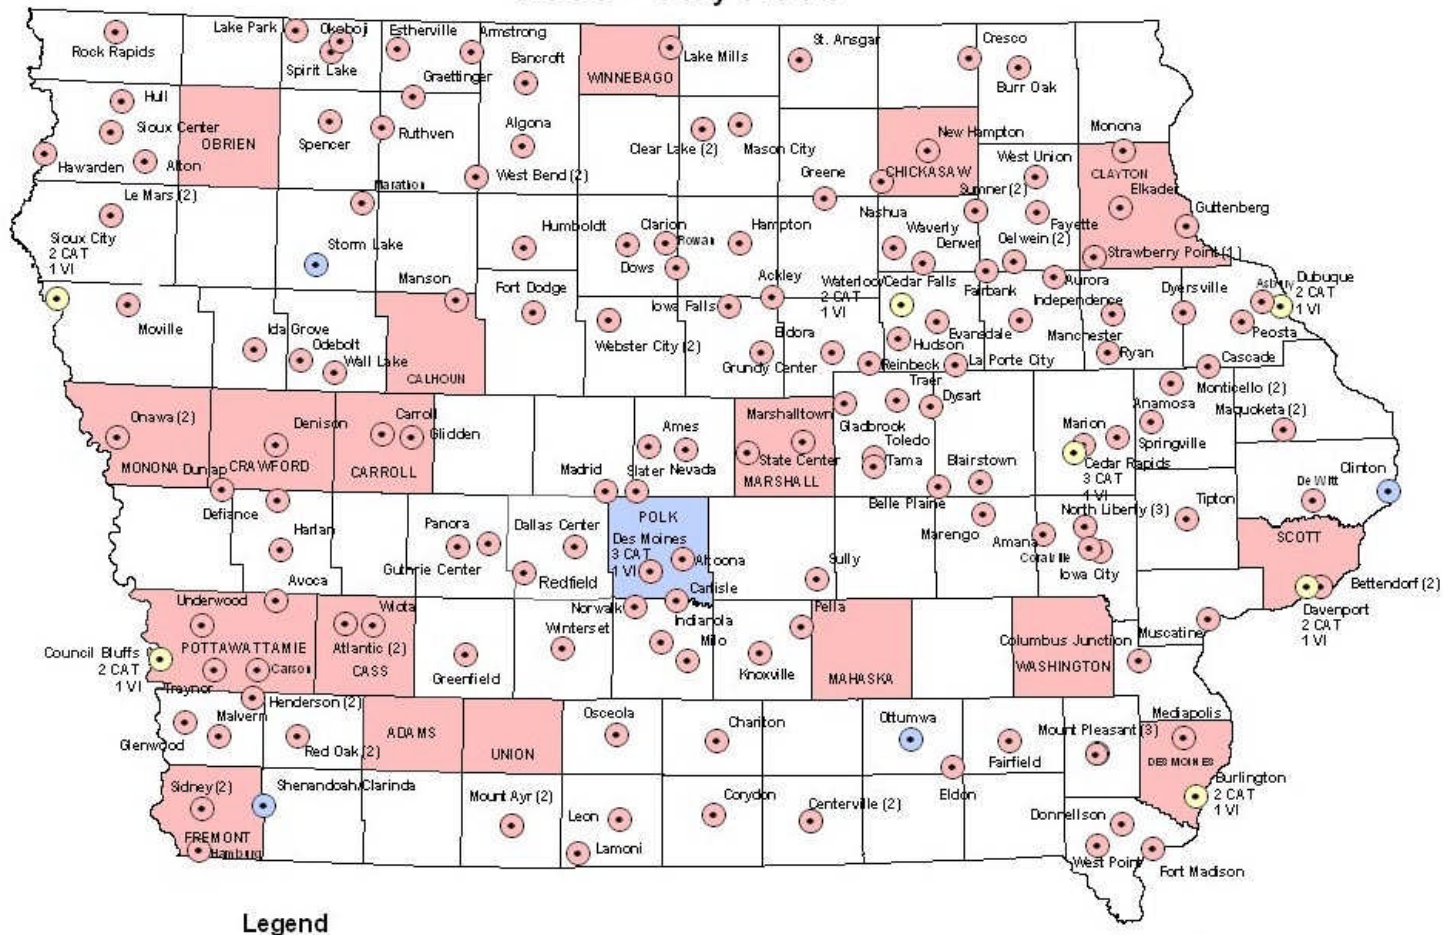 Lake Park
Okoboji
Estherville
Armstrong
St. Ansgar
Cresco
Rock Rapids
Spirit Lake
Graettinger
Bancroft
WINNEBAGO
Lake Mills
Burr Oak
Hull
Sioux Center
OBRIEN
Spencer
Ruthven
Algona
Clear Lake (2)
Mason City
New Hampton
Monona
Hawarden
Alton
West Bend (2)
Greene
CHICKASAW
West Union
CLAYTON
Elkader
Le Mars (2)
Marathon
Sumner (2)
Guttenberg
Sioux City
2 CAT
1 VI
Storm Lake
Humboldt
Clarion
Rowan
Hampton
Nashua
Waverly
Denver
Fayette
Oelwein (2)
Strawberry Point (1)
Dows
Manson
Fort Dodge
Iowa Falls
Ackley
Waterloo/Cedar Falls
2 CAT
1 VI
Fairbank
Aurora
Independence
Dyersville
Asbury
Dubuque
2 CAT
1 VI
Moville
Ida Grove
Odebolt
Wall Lake
Webster City (2)
Eldora
Evansdale
Hudson
Manchester
Peosta
CALHOUN
Grundy Center
Reinbeck
La Porte City
Ryan
Cascade
Traer
Dysart
Monticello (2)
Onawa (2)
Denison
Carroll
Glidden
Ames
Marshalltown
Gladbrook
Toledo
Anamosa
Maquoketa (2)
Marion
Springville
MONONA
Dunlap
CRAWFORD
CARROLL
Madrid
Slater
Nevada
State Center
MARSHALL
Tama
Blairstown
Cedar Rapids
3 CAT
1 VI
De Witt
Clinton
Defiance
Harlan
Panora
Dallas Center
POLK
Des Moines
3 CAT
1 VI
Altoona
Belle Plaine
Marengo
North Liberty (3)
Tipton
Amana
Coralville
Iowa City
SCOTT
Guthrie Center
Redfield
Sully
Carlisle
Avoca
Bettendorf (2)
Davenport
2 CAT
1 VI
Underwood
Wiota
Norwalk
Indianola
Pella
Muscatine
Council Bluffs
2 CAT
1 VI
POTTAWATTAMIE
Carson
Atlantic (2)
CASS
Greenfield
Winterset
Milo
Knoxville
MAHASKA
Columbus Junction
WASHINGTON
Treynor
Henderson (2)
Malvern
Glenwood
Red Oak (2)
ADAMS
UNION
Osceola
Chariton
Ottumwa
Fairfield
Mount Pleasant (3)
Mediapolis
DES MOINES
Sidney (2)
Shenandoah/Clarinda
Mount Ayr (2)
Leon
Corydon
Centerville (2)
Eldon
Burlington
2 CAT
1 VI
FREMONT
Hamburg
Lamoni
Donnellson
West Point
Fort Madison
Legend